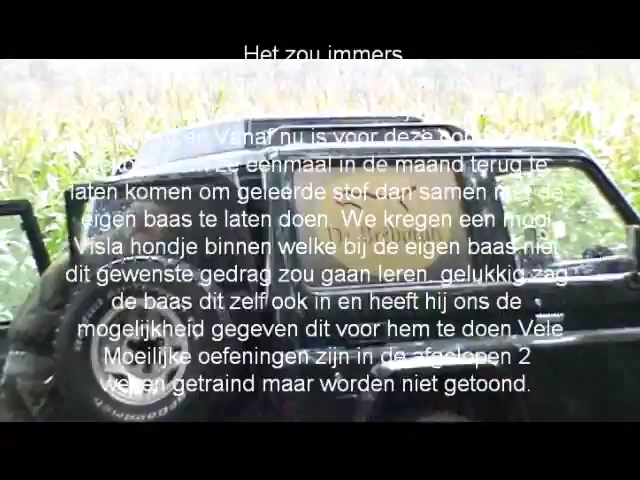 Het zou immers
Vanaf nu is voor deze
eenmaal in de maand terug te
laten komen om geleerde stof dan samen
eigen baas te laten doen. We kregen een mooi
Visla hondje binnen welke bij de eigen baas niet
dit gewenste gedrag zou gaan leren, gelukkig zag
de baas dit zelf ook in en heeft hij ons de
mogelijkheid gegeven dit voor hem te doen.Vele
Moeilijke oefeningen zijn in de afgelopen 2
weken getraind maar worden niet getoond.